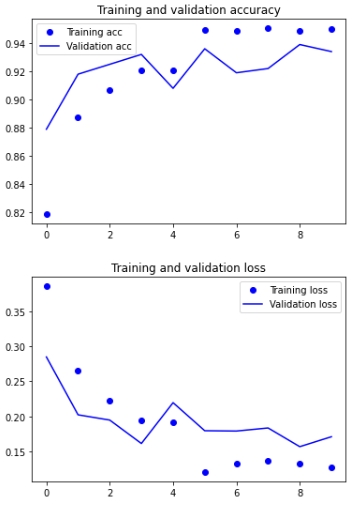 Training and validation accuracy
Training acc
Validation acc
0.94
0.92
0.90
0.88
0.86
0.84
0.82
0 2 4 6 8
Training and validation loss
Training loss
Validation loss
0.35
0.30
0.25
0.20
0.15
0 2 4 6 8